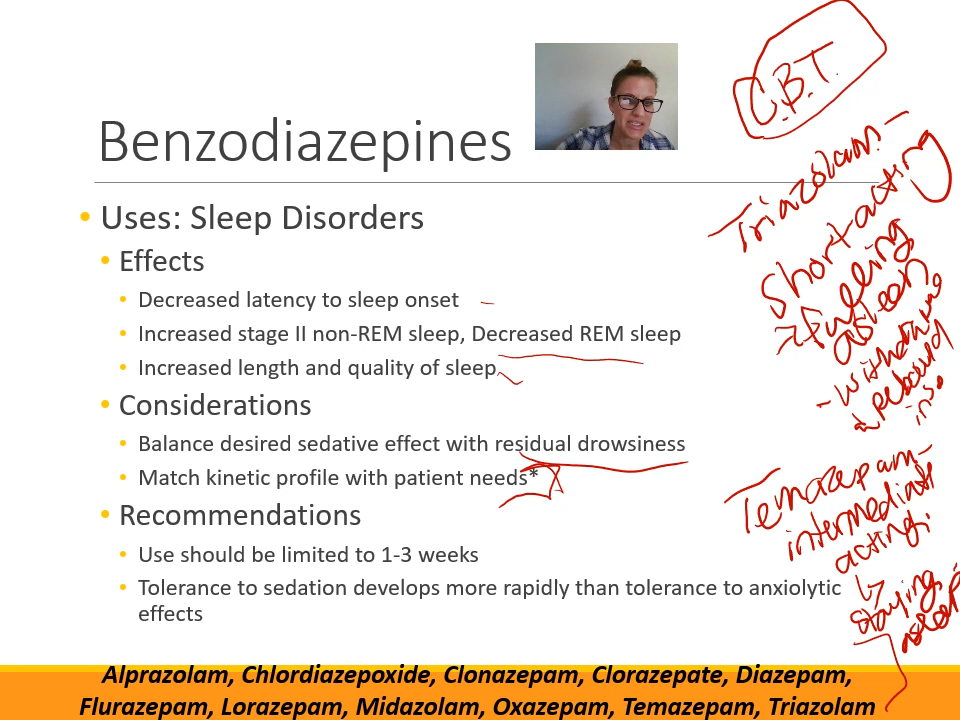 Benzodiazepines
• Uses: Sleep Disorders
• Effects
• Decreased latency to sleep onset
• Increased stage II non-REM sleep, Decreased REM sleep
• Increased length and quality of sleep
• Considerations
• Balance desired sedative effect with residual drowsiness
• Match kinetic profile with patient needs*
• Recommendations
• Use should be limited to 1-3 weeks
• Tolerance to sedation develops more rapidly than tolerance to anxiolytic
effects
Alprazolam, Chlordiazepoxide, Clonazepam, Clorazepate, Diazepam,
Flurazepam, Lorazepam, Midazolam, Oxazepam, Temazepam, Triazolam
C.B.T.
Triazolam -
Short acting
falling
asleep
rebound
Temazepam -
intermediate
acting:
staying
asleep